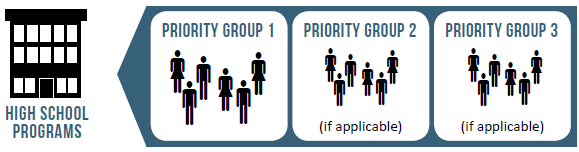 HIGH SCHOOL
PROGRAMS
PRIORITY GROUP 1
PRIORITY GROUP 2
(if applicable)
PRIORITY GROUP 3
(if applicable)